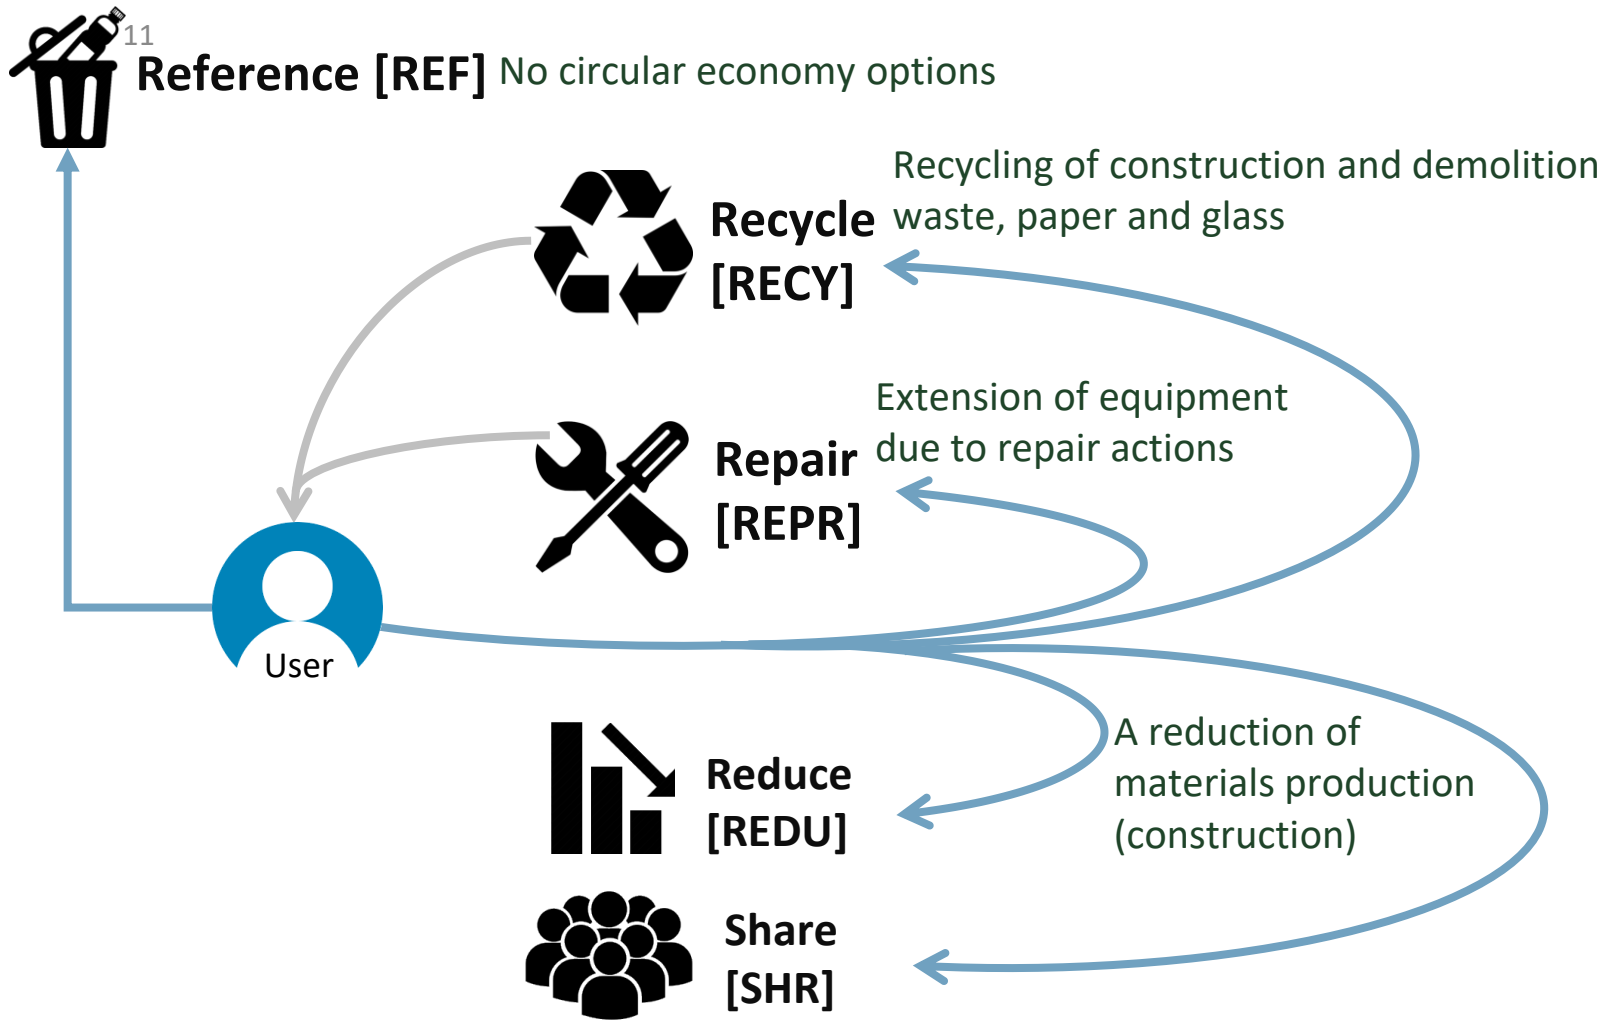 11
Reference [REF] No circular economy options
Recycling of construction and demolition
waste, paper and glass
Recycle
[RECY]
Extension of equipment
due to repair actions
Repair
[REPR]
User
A reduction of
materials production
(construction)
Reduce
[REDU]
Share
[SHR]